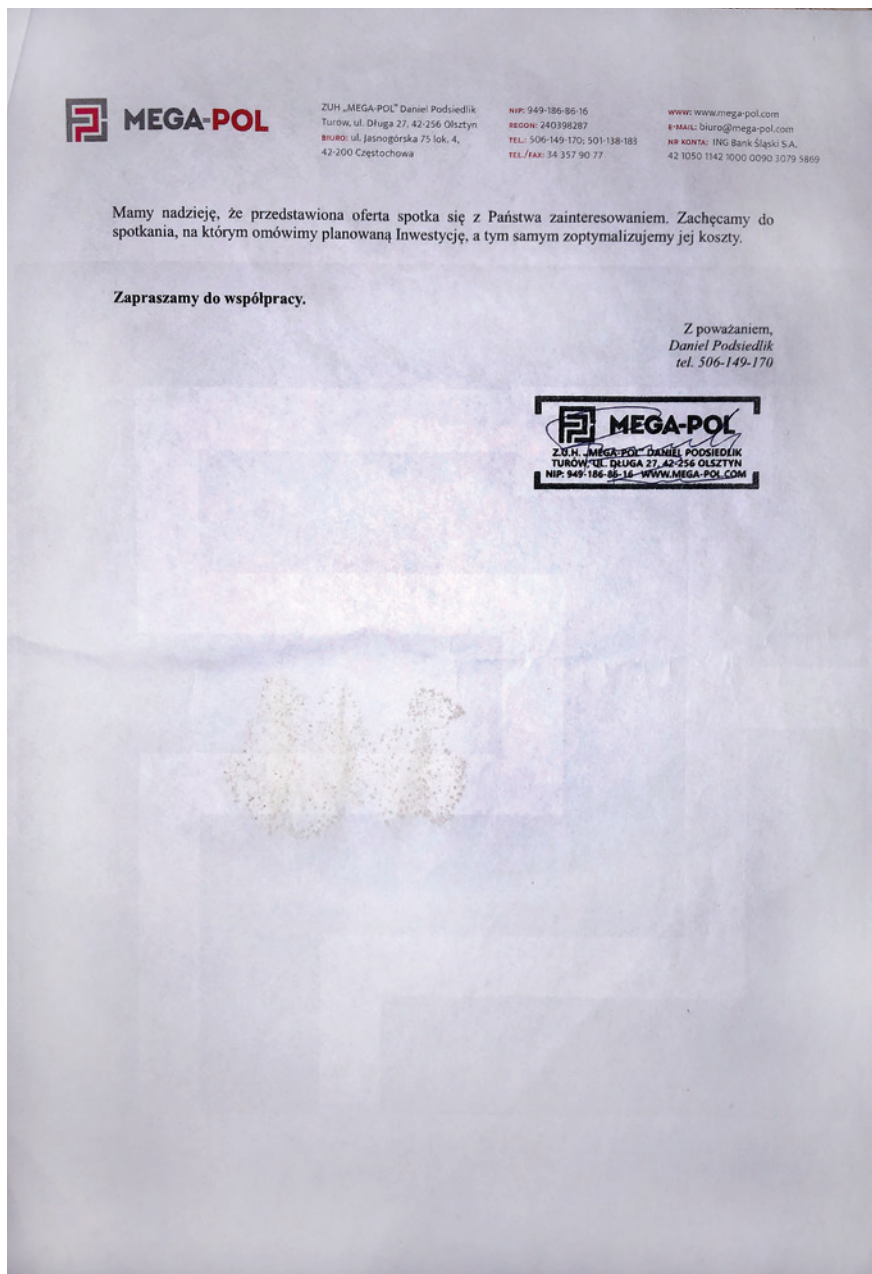 MEGA-POL
ZUH „MEGA-POL" Daniel Podsiedlik
Turów, ul. Długa 27, 42-256 Olsztyn
BIURO: ul. Jasnogórska 75 lok. 4,
42-200 Częstochowa
NIP: 949-186-86-16
REGON: 240398287
TEL.: 506-149-170; 501-138-183
TEL./FAX: 34 357 90 77
WWW: www.mega-pol.com
E-MAIL: biuro@mega-pol.com
NR KONTA: ING Bank Śląski S.A.
42 1050 1142 1000 0090 3079 5869
Mamy nadzieję, że przedstawiona oferta spotka się z Państwa zainteresowaniem. Zachęcamy do
spotkania, na którym omówimy planowaną Inwestycję, a tym samym zoptymalizujemy jej koszty.
Zapraszamy do współpracy.
Z poważaniem,
Daniel Podsiedlik
tel. 506-149-170
MEGA-POL
Z.U.H. „MEGA-POL" DANIEL PODSIEDLIK
TURÓW, UL. DŁUGA 27, 42-256 OLSZTYN
NIP: 949-186-86-16 WWW.MEGA-POL.COM